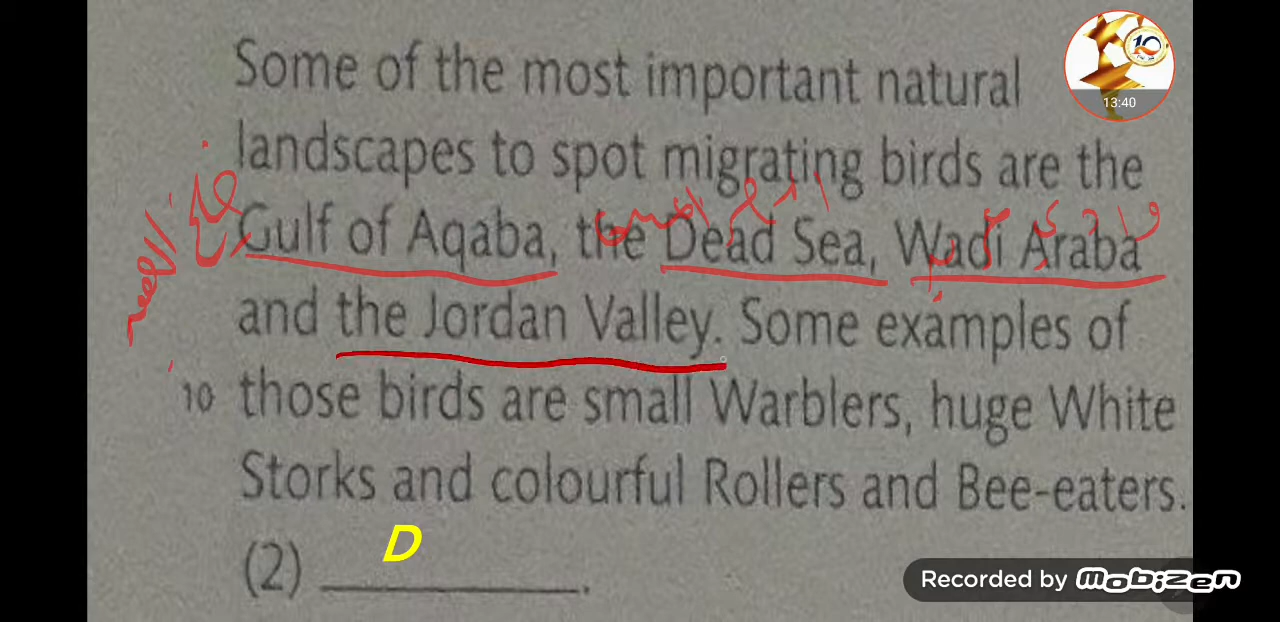 Some of the most important natural
landscapes to spot migrating birds are the
Gulf of Aqaba, the Dead Sea, Wadi Araba
and the Jordan Valley. Some examples of
10 those birds are small Warblers, huge White
Storks and colourful Rollers and Bee-eaters.
(2) D.
10
13:40
Recorded by Mobizen